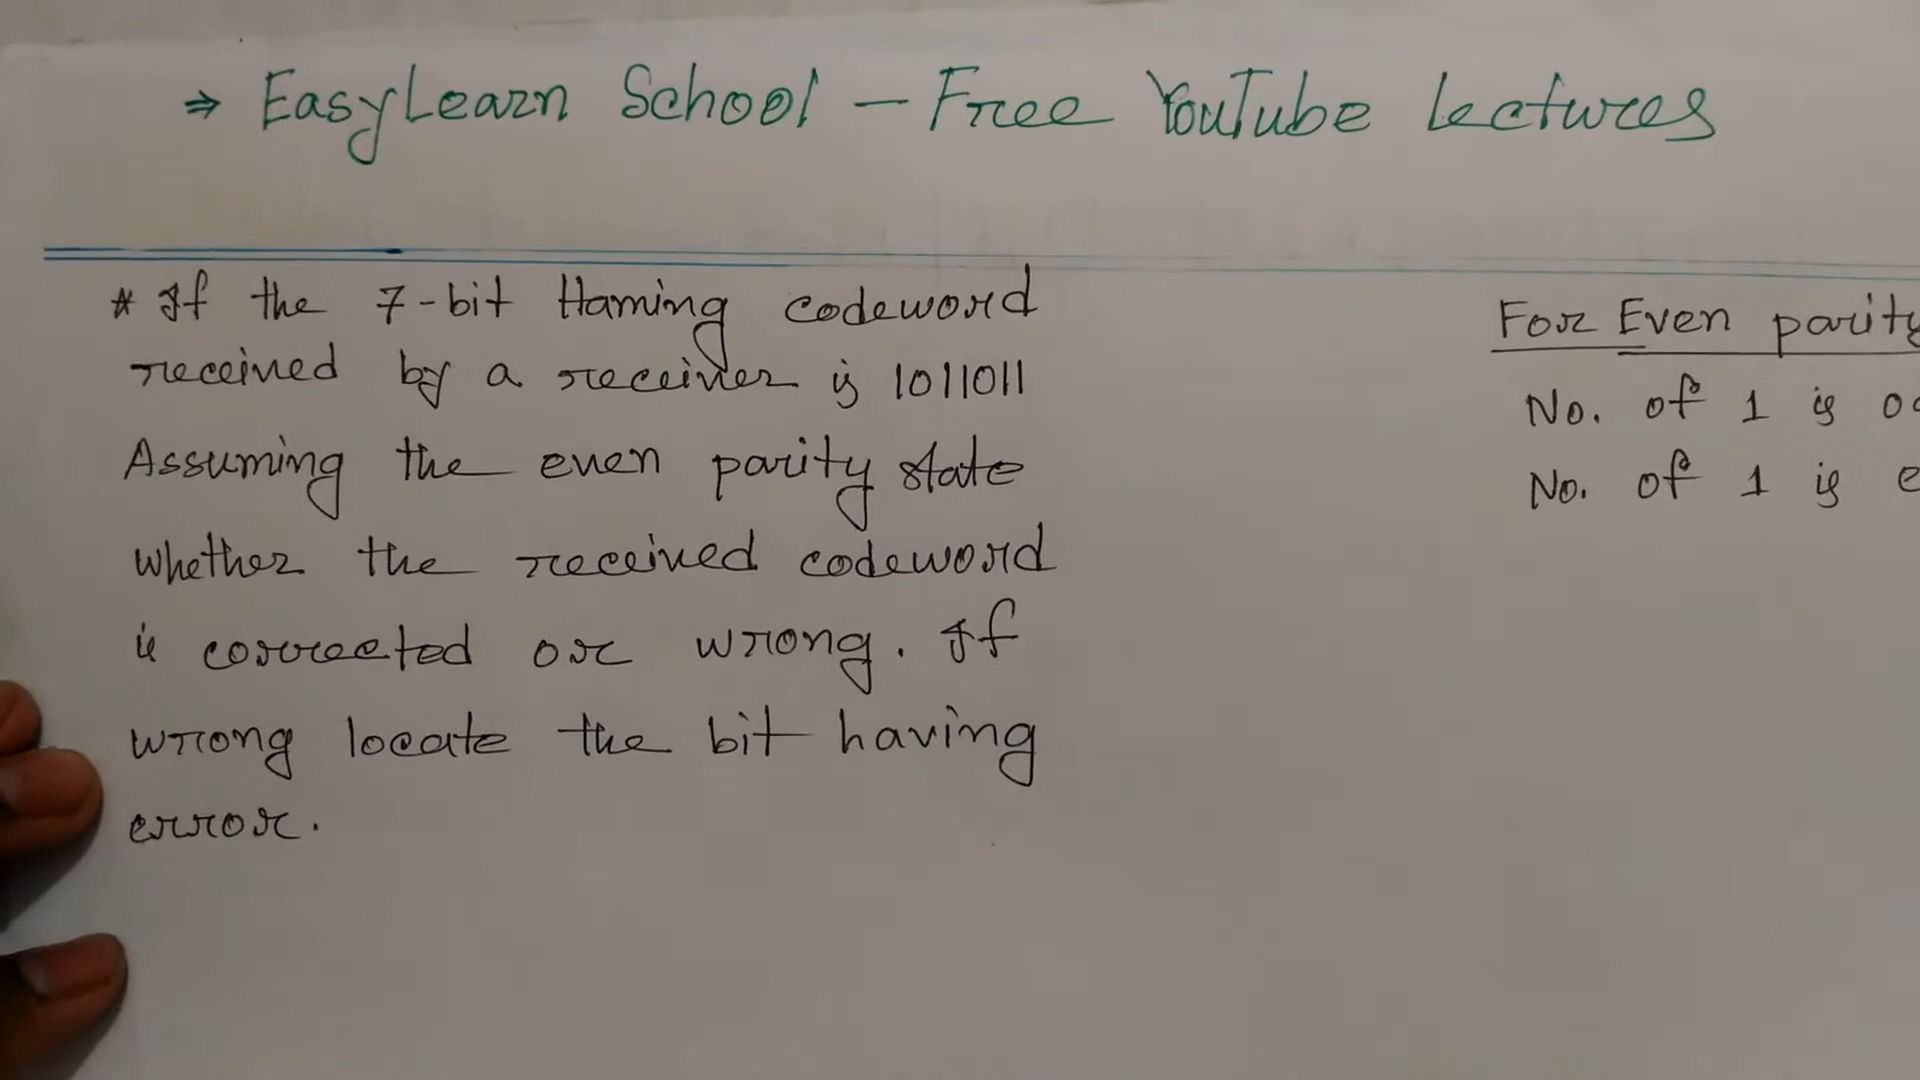 ⇒ EasyLearn School – Free YouTube Lectures
* If the 7-bit Haming codeword
received by a receiver is 1011011
Assuming the even parity state
whether the received codeword
is corrected or wrong. If
wrong locate the bit having
error.
For Even parity
No. of 1 is
No. of 1 is